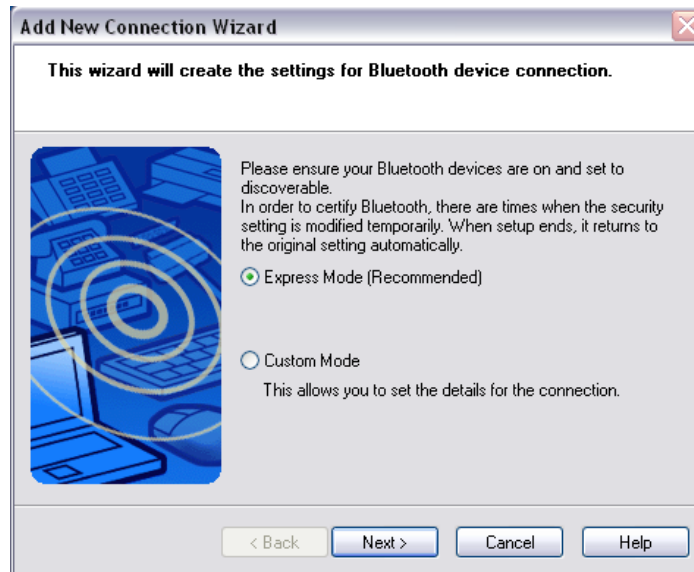 Add New Connection Wizard
This wizard will create the settings for Bluetooth device connection.
Please ensure your Bluetooth devices are on and set to
discoverable.
In order to certify Bluetooth, there are times when the security
setting is modified temporarily. When setup ends, it returns to
the original setting automatically.
Express Mode (Recommended)
Custom Mode
This allows you to set the details for the connection.
< Back Next > Cancel Help